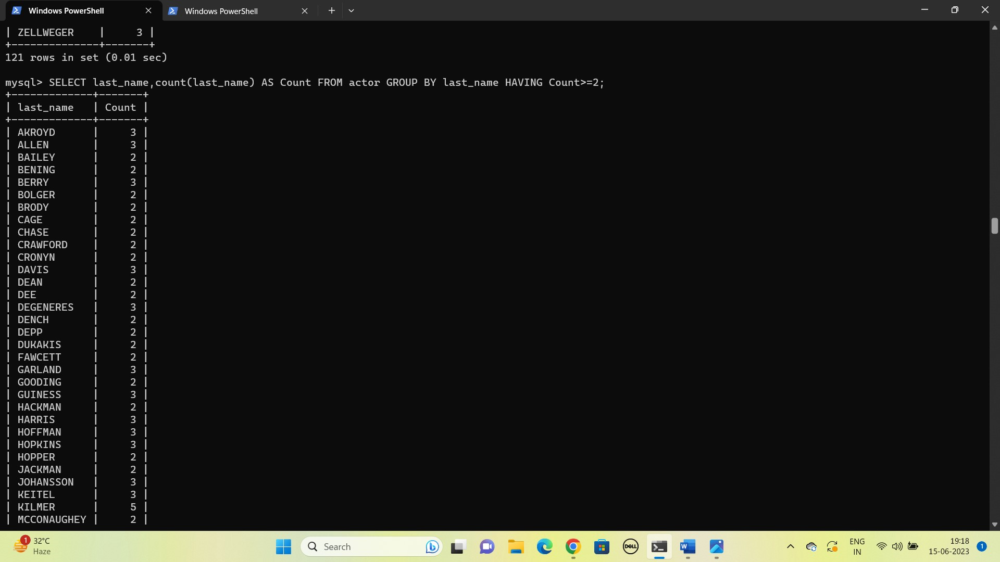 Windows PowerShell
Windows PowerShell
| ZELLWEGER    |     3 |
+--------------+-------+
121 rows in set (0.01 sec)
mysql> SELECT last_name,count(last_name) AS Count FROM actor GROUP BY last_name HAVING Count>=2;
+-------------+-------+
| last_name   | Count |
+-------------+-------+
| AKROYD      |     3 |
| ALLEN       |     3 |
| BAILEY      |     2 |
| BENING      |     2 |
| BERRY       |     3 |
| BOLGER      |     2 |
| BRODY       |     2 |
| CAGE        |     2 |
| CHASE       |     2 |
| CRAWFORD    |     2 |
| CRONYN      |     2 |
| DAVIS       |     3 |
| DEAN        |     2 |
| DEE         |     2 |
| DEGENERES   |     3 |
| DENCH       |     2 |
| DEPP        |     2 |
| DUKAKIS     |     2 |
| FAWCETT     |     2 |
| GARLAND     |     3 |
| GOODING     |     2 |
| GUINESS     |     3 |
| HACKMAN     |     2 |
| HARRIS      |     3 |
| HOFFMAN     |     3 |
| HOPKINS     |     3 |
| HOPPER      |     2 |
| JACKMAN     |     2 |
| JOHANSSON   |     3 |
| KEITEL      |     3 |
| KILMER      |     5 |
| MCCONAUGHEY |     2 |
1
32°C
Haze
Search
DELL
W
ENG
IN
19:18
15-06-2023
1